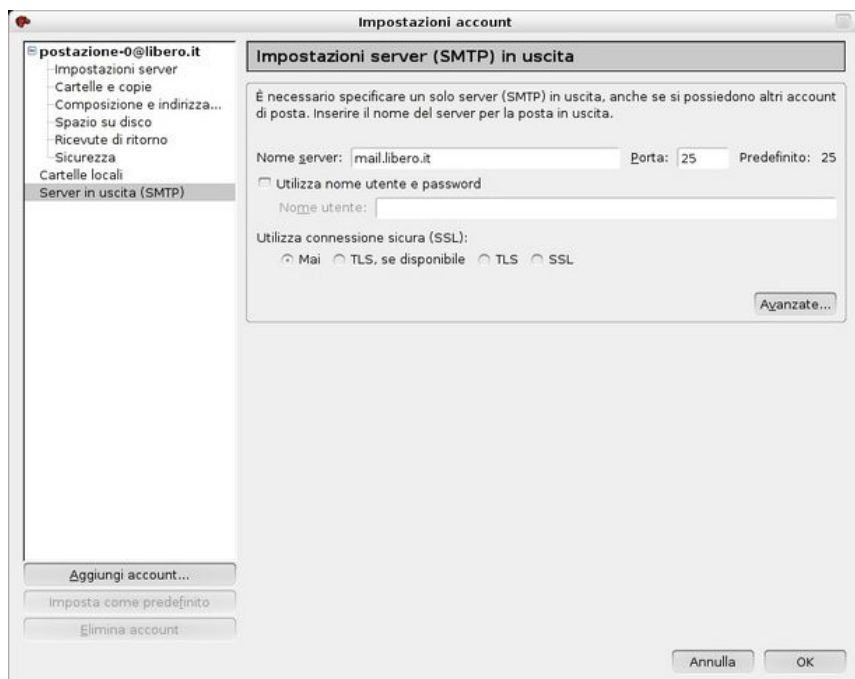 Impostazioni account
postazione-0@libero.it
Impostazioni server
Cartelle e copie
Composizione e indirizza...
Spazio su disco
Ricevute di ritorno
Sicurezza
Cartelle locali
Server in uscita (SMTP)
Aggiungi account...
Imposta come predefinito
Elimina account
Impostazioni server (SMTP) in uscita
È necessario specificare un solo server (SMTP) in uscita, anche se si possiedono altri account
di posta. Inserire il nome del server per la posta in uscita.
Nome server: mail.libero.it Porta: 25 Predefinito: 25
Utilizza nome utente e password
Nome utente:
Utilizza connessione sicura (SSL):
Mai TLS, se disponibile TLS SSL
Avanzate...
Annulla OK